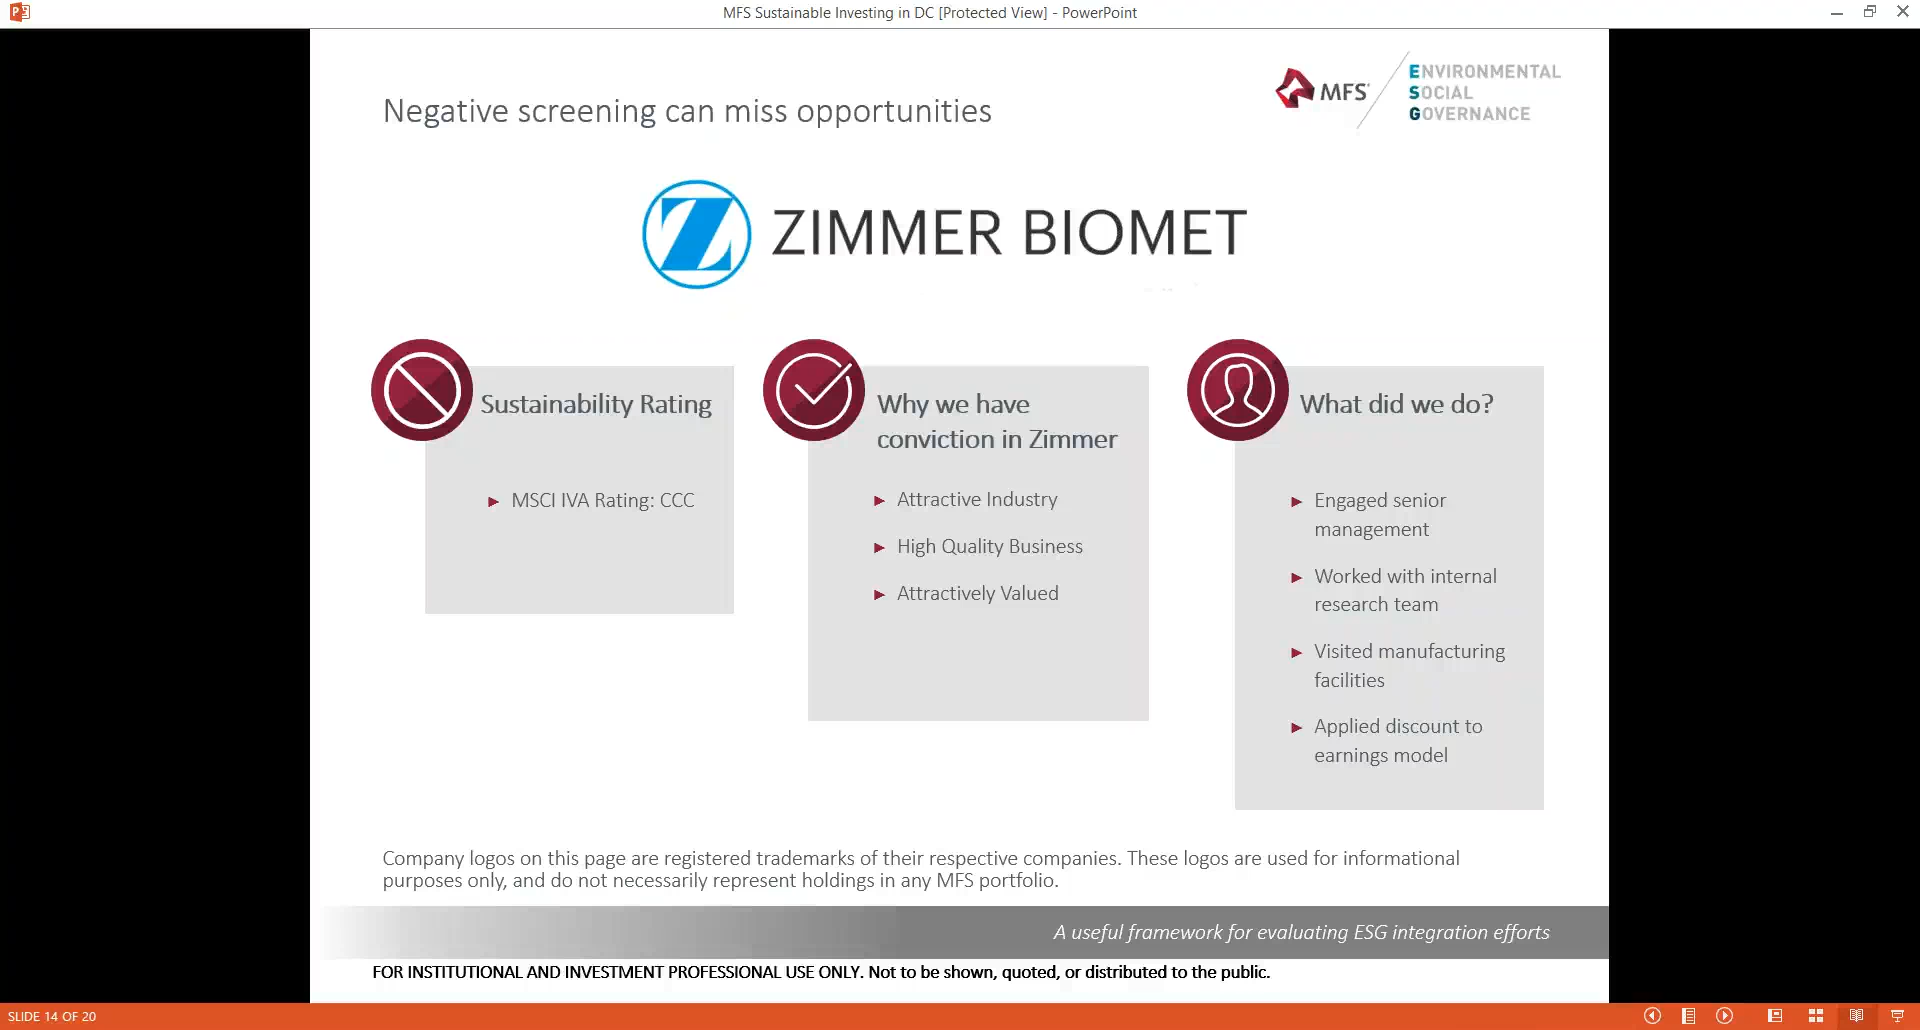 MFS Sustainable Investing in DC [Protected View] - PowerPoint
Negative screening can miss opportunities
MFS
ENVIRONMENTAL
SOCIAL
GOVERNANCE
ZIMMER BIOMET
Sustainability Rating
► MSCI IVA Rating: CCC
Why we have
conviction in Zimmer
► Attractive Industry
► High Quality Business
► Attractively Valued
What did we do?
► Engaged senior
management
► Worked with internal
research team
► Visited manufacturing
facilities
► Applied discount to
earnings model
Company logos on this page are registered trademarks of their respective companies. These logos are used for informational
purposes only, and do not necessarily represent holdings in any MFS portfolio.
A useful framework for evaluating ESG integration efforts
FOR INSTITUTIONAL AND INVESTMENT PROFESSIONAL USE ONLY. Not to be shown, quoted, or distributed to the public.
SLIDE 14 OF 20